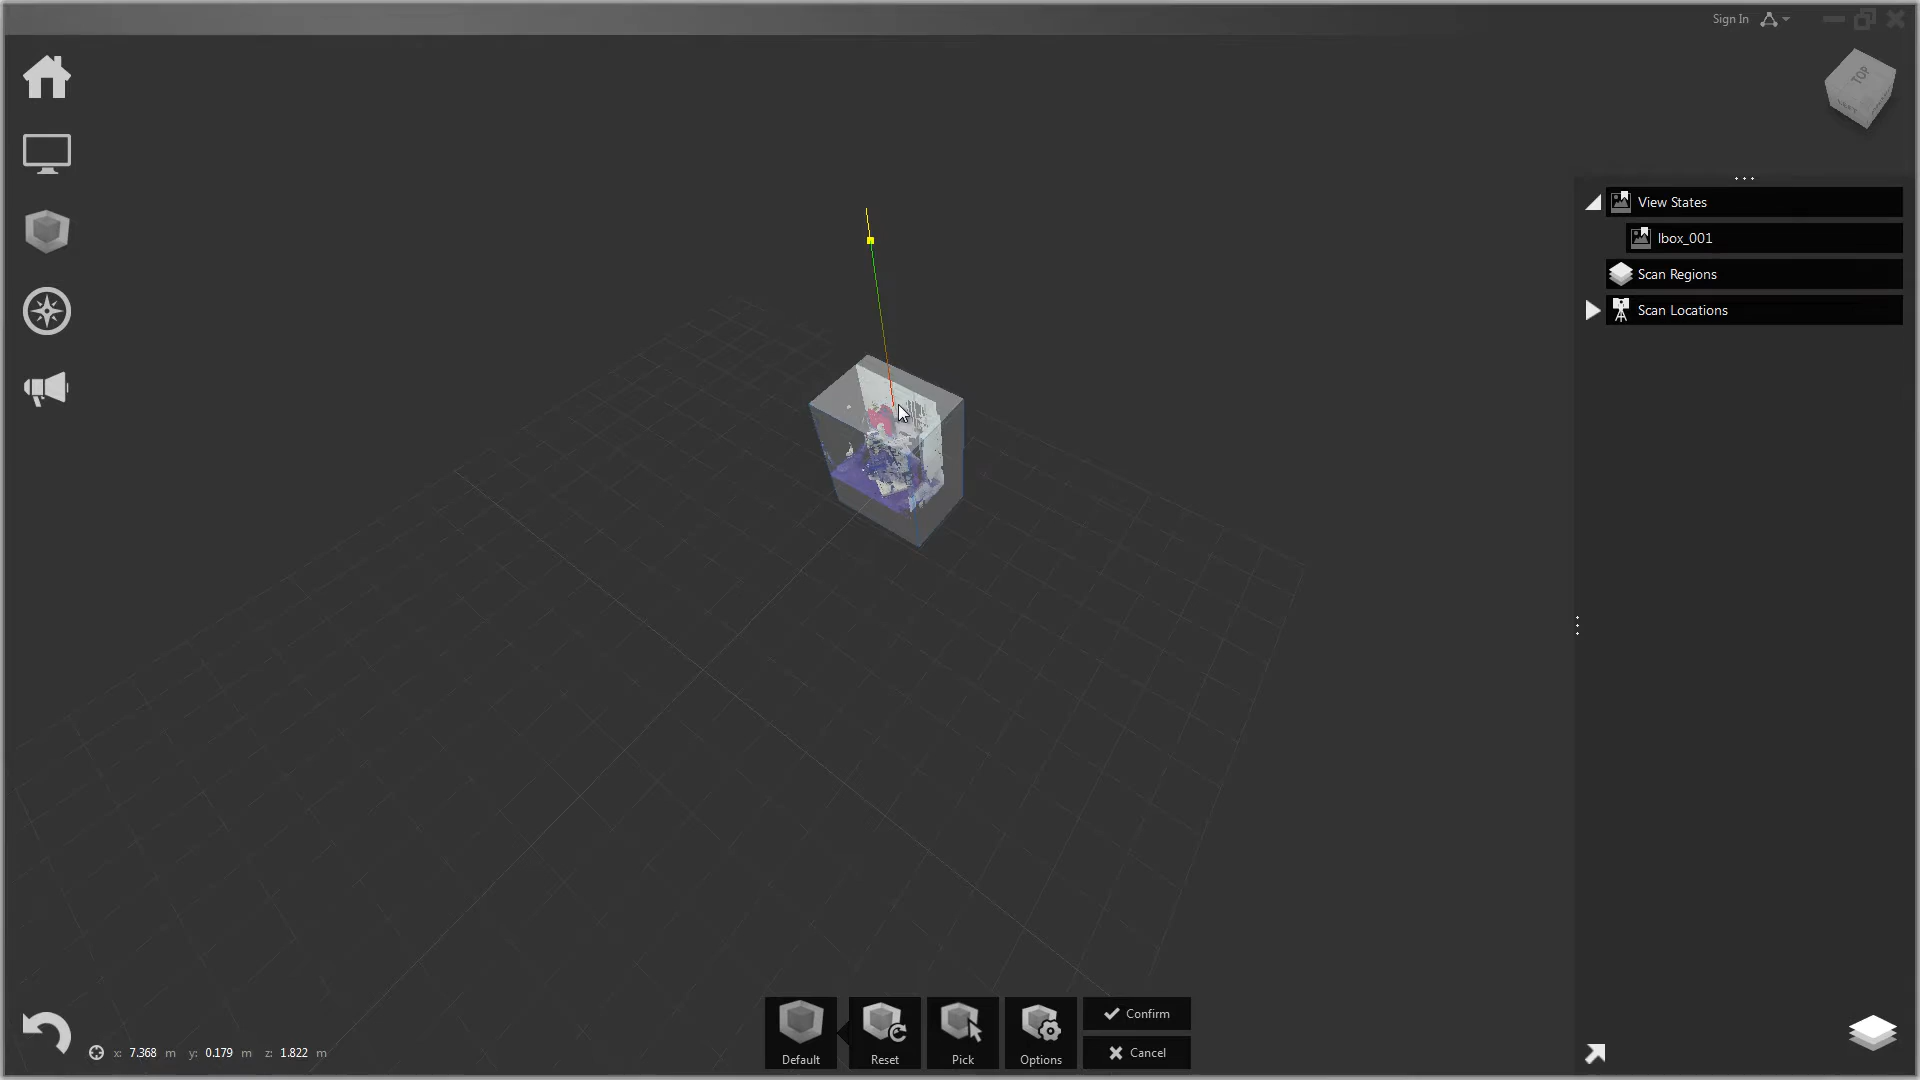 Sign In
TOP
LEFT
View States
lbox_001
Scan Regions
Scan Locations
Default
Reset
Pick
Options
Confirm
Cancel
x: 7.368 m y: 0.179 m z: 1.822 m